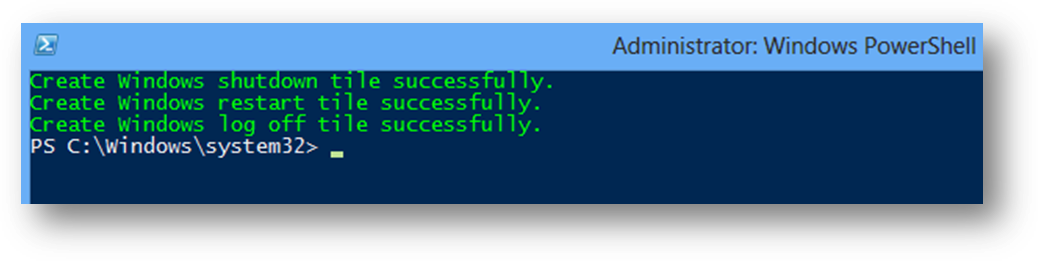 Administrator: Windows PowerShell
Create Windows shutdown tile successfully.
Create Windows restart tile successfully.
Create Windows log off tile successfully.
PS C:\Windows\system32>